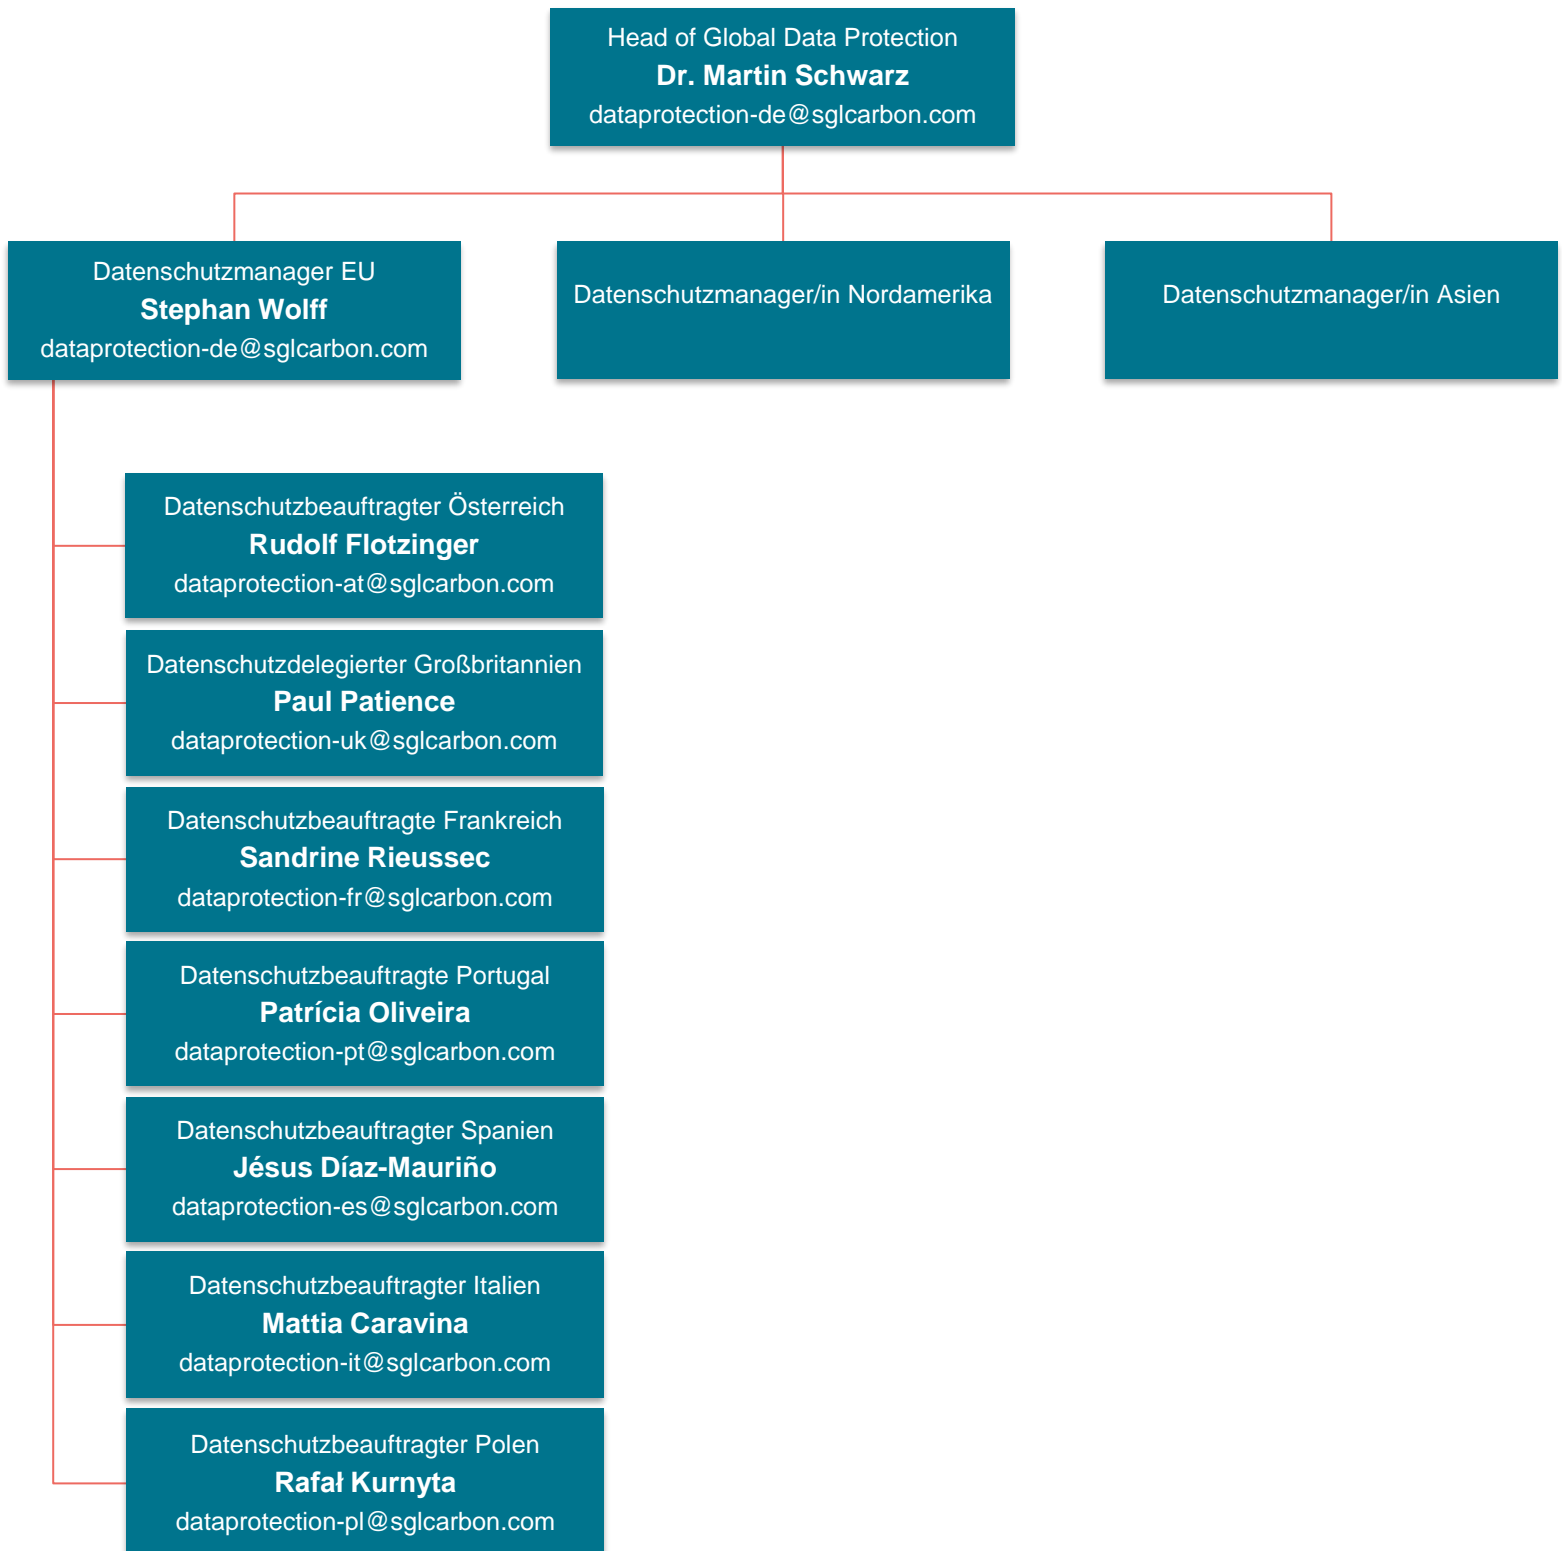 Head of Global Data Protection
Dr. Martin Schwarz
dataprotection-de@sglcarbon.com
Datenschutzmanager EU
Stephan Wolff
dataprotection-de@sglcarbon.com
Datenschutzmanager/in Nordamerika
Datenschutzmanager/in Asien
Datenschutzbeauftragter Österreich
Rudolf Flotzinger
dataprotection-at@sglcarbon.com
Datenschutzdelegierter Großbritannien
Paul Patience
dataprotection-uk@sglcarbon.com
Datenschutzbeauftragte Frankreich
Sandrine Rieussec
dataprotection-fr@sglcarbon.com
Datenschutzbeauftragte Portugal
Patrícia Oliveira
dataprotection-pt@sglcarbon.com
Datenschutzbeauftragter Spanien
Jésus Díaz-Mauriño
dataprotection-es@sglcarbon.com
Datenschutzbeauftragter Italien
Mattia Caravina
dataprotection-it@sglcarbon.com
Datenschutzbeauftragter Polen
Rafał Kurnyta
dataprotection-pl@sglcarbon.com